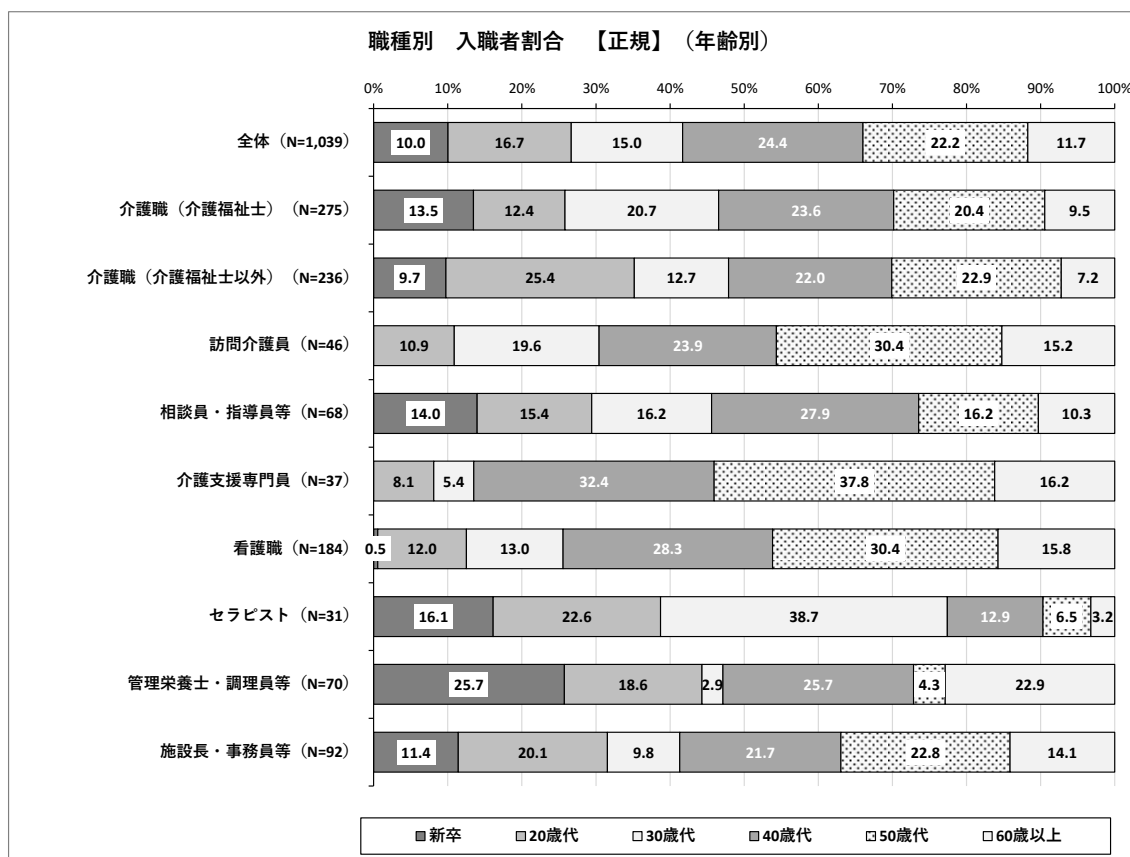 職種別 入職者割合 【正規】（年齢別）
0% 10% 20% 30% 40% 50% 60% 70% 80% 90% 100%
全体（N=1,039） 10.0 16.7 15.0 24.4 22.2 11.7
介護職（介護福祉士）（N=275） 13.5 12.4 20.7 23.6 20.4 9.5
介護職（介護福祉士以外）（N=236） 9.7 25.4 12.7 22.0 22.9 7.2
訪問介護員（N=46） 10.9 19.6 23.9 30.4 15.2
相談員・指導員等（N=68） 14.0 15.4 16.2 27.9 16.2 10.3
介護支援専門員（N=37） 8.1 5.4 32.4 37.8 16.2
看護職（N=184） 0.5 12.0 13.0 28.3 30.4 15.8
セラピスト（N=31） 16.1 22.6 38.7 12.9 6.5 3.2
管理栄養士・調理員等（N=70） 25.7 18.6 2.9 25.7 4.3 22.9
施設長・事務員等（N=92） 11.4 20.1 9.8 21.7 22.8 14.1
新卒 20歳代 30歳代 40歳代 50歳代 60歳以上